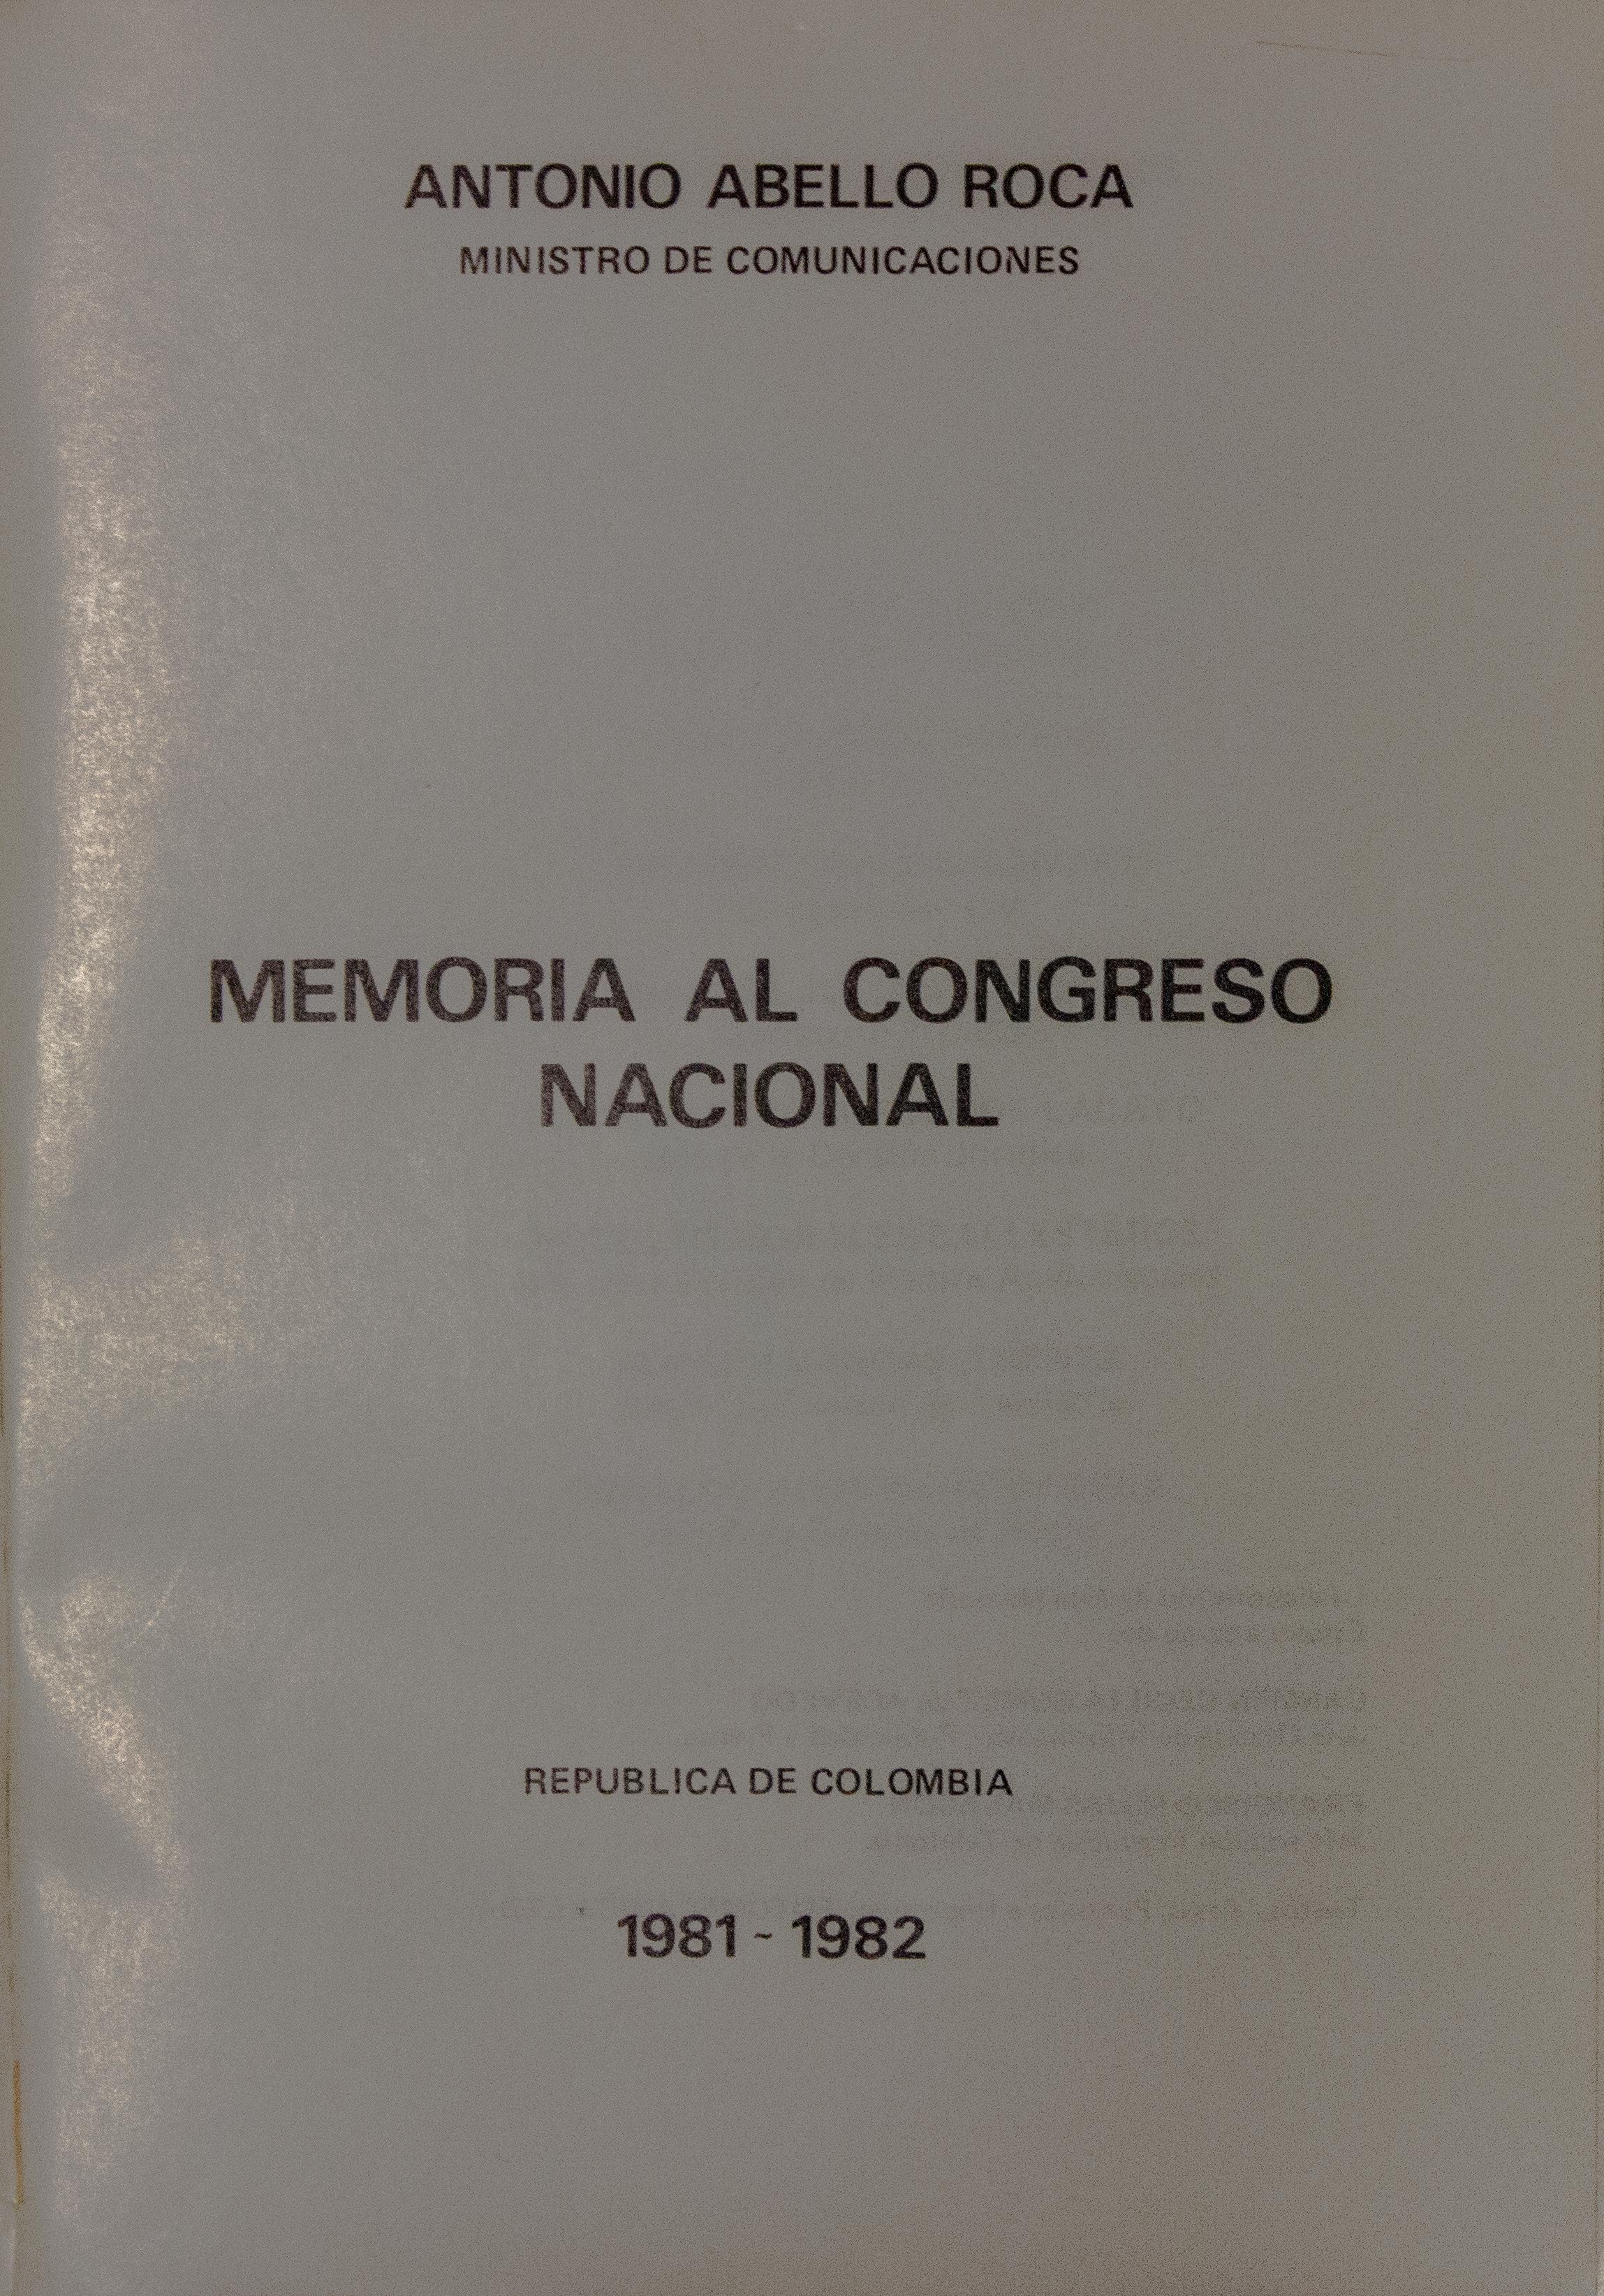 ANTONIO ABELLO ROCA
MINISTRO DE COMUNICACIONES
MEMORIA AL CONGRESO
NACIONAL
REPUBLICA DE COLOMBIA
1981 ~ 1982